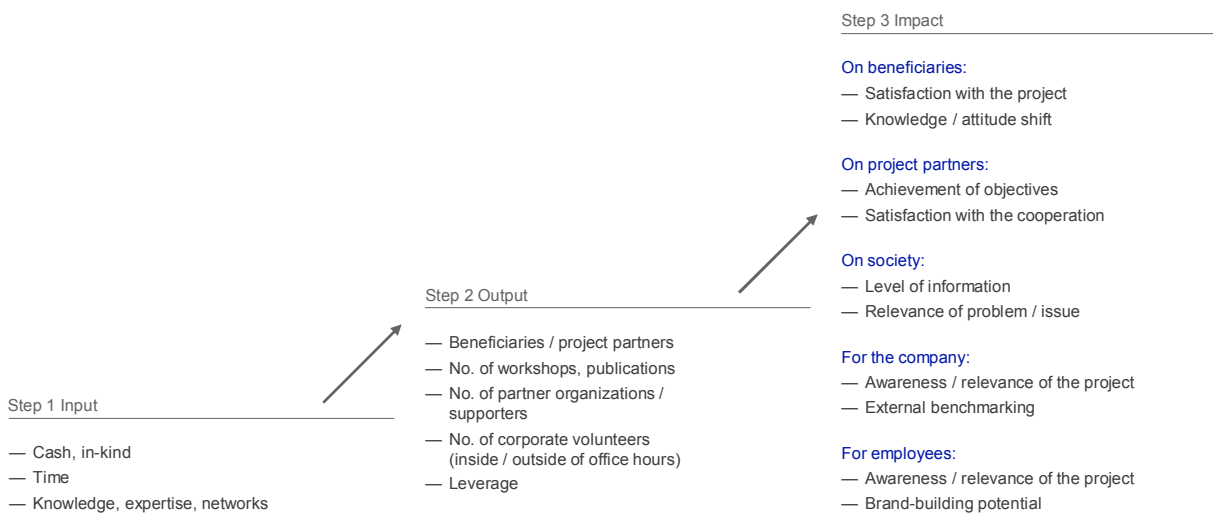 Step 1 Input
— Cash, in-kind
— Time
— Knowledge, expertise, networks
Step 2 Output
— Beneficiaries / project partners
— No. of workshops, publications
— No. of partner organizations /
supporters
— No. of corporate volunteers
(inside / outside of office hours)
— Leverage
Step 3 Impact
On beneficiaries:
— Satisfaction with the project
— Knowledge / attitude shift
On project partners:
— Achievement of objectives
— Satisfaction with the cooperation
On society:
— Level of information
— Relevance of problem / issue
For the company:
— Awareness / relevance of the project
— External benchmarking
For employees:
— Awareness / relevance of the project
— Brand-building potential